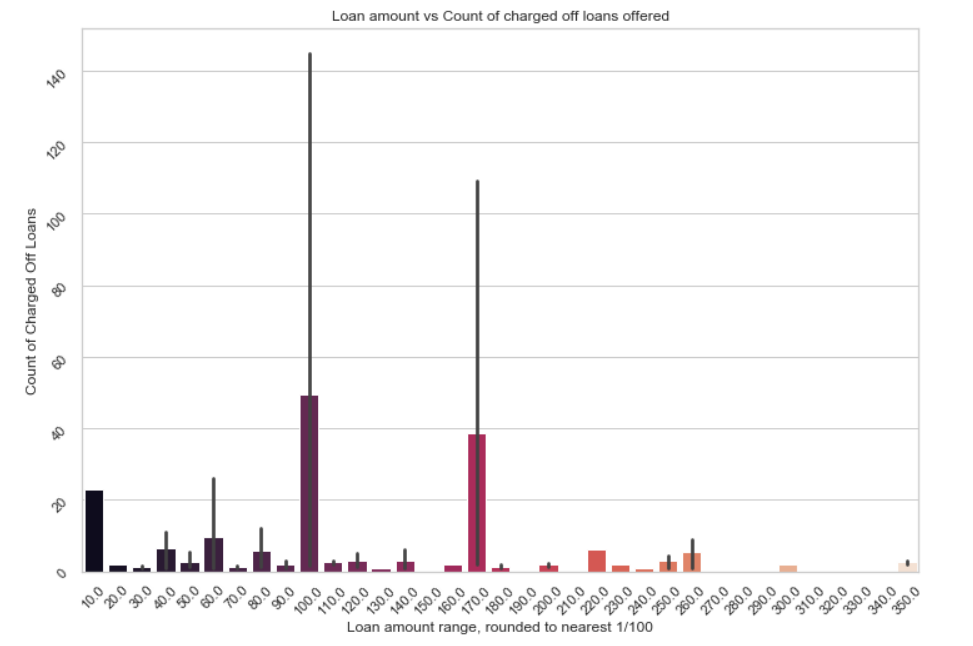 Loan amount vs Count of charged off loans offered
Count of Charged Off Loans
140
120
100
80
60
40
20
0
10.0 20.0 30.0 40.0 50.0 60.0 70.0 80.0 90.0 100.0 110.0 120.0 130.0 140.0 150.0 160.0 170.0 180.0 190.0 200.0 210.0 220.0 230.0 240.0 250.0 260.0 270.0 280.0 290.0 300.0 310.0 320.0 330.0 340.0 350.0
Loan amount range, rounded to nearest 1/100